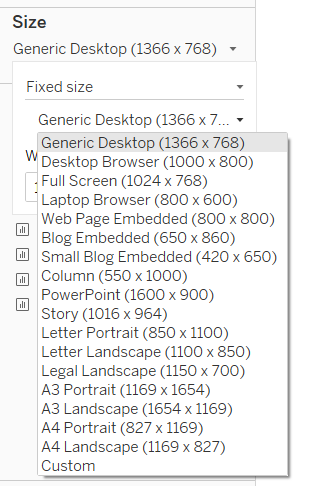 Size
Generic Desktop (1366 x 768)
Fixed size
Generic Desktop (1366 x 7...
Generic Desktop (1366 x 768)
Desktop Browser (1000 x 800)
Full Screen (1024 x 768)
Laptop Browser (800 x 600)
Web Page Embedded (800 x 800)
Blog Embedded (650 x 860)
Small Blog Embedded (420 x 650)
Column (550 x 1000)
PowerPoint (1600 x 900)
Story (1016 x 964)
Letter Portrait (850 x 1100)
Letter Landscape (1100 x 850)
Legal Landscape (1150 x 700)
A3 Portrait (1169 x 1654)
A3 Landscape (1654 x 1169)
A4 Portrait (827 x 1169)
A4 Landscape (1169 x 827)
Custom